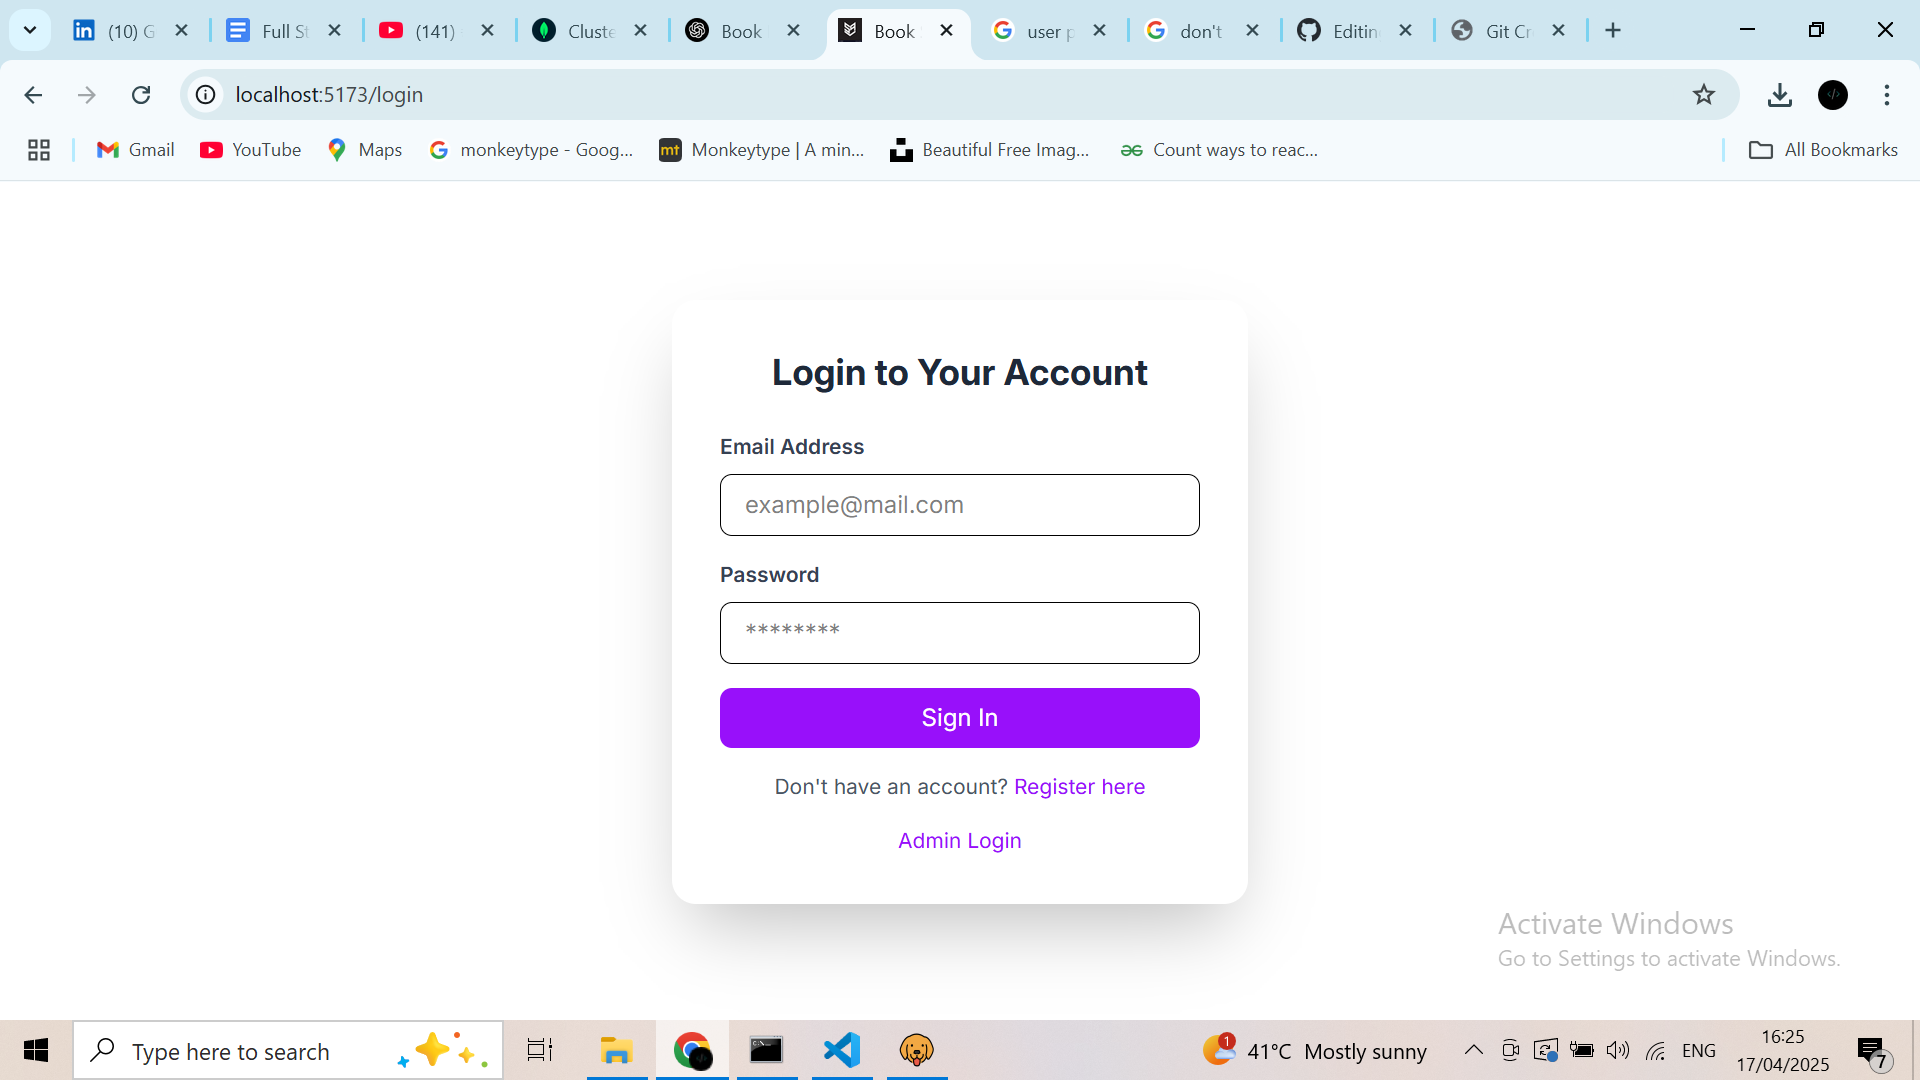 (10) G
Full St
(141)
Cluste
Book
Book
user p
don't
Editin
Git Cr
localhost:5173/login
Gmail
YouTube
Maps
monkeytype - Goog...
Monkeytype | A min...
Beautiful Free Imag...
Count ways to reac...
All Bookmarks
Login to Your Account
Email Address
example@mail.com
Password
********
Sign In
Don't have an account? Register here
Admin Login
Activate Windows
Go to Settings to activate Windows.
Type here to search
1
41°C Mostly sunny
ENG
16:25
17/04/2025
7